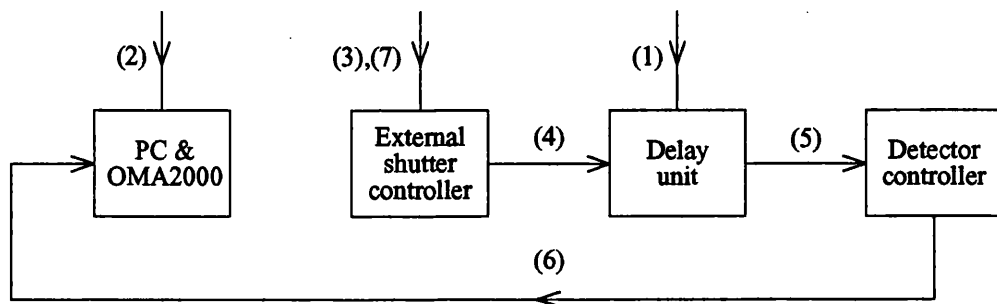 (2)
(3),(7)
(1)
PC &
OMA2000
External
shutter
controller
(4)
Delay
unit
(5)
Detector
controller
(6)